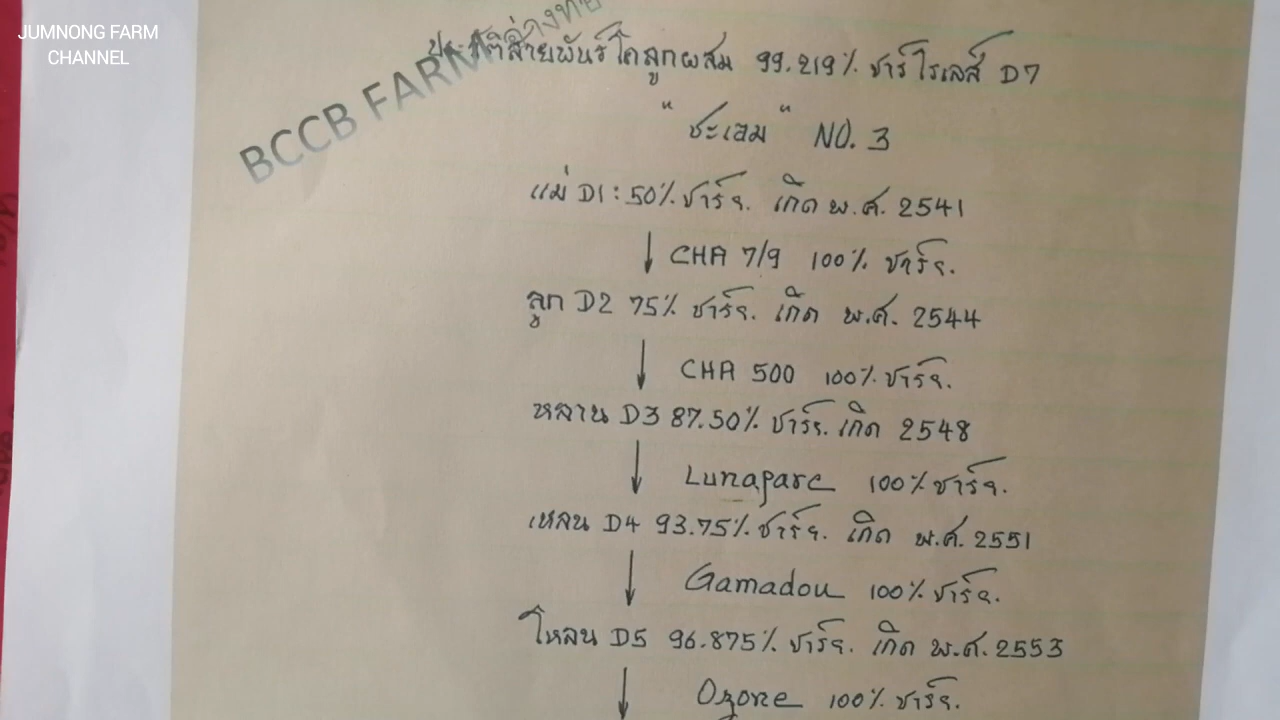 JUMNONG FARM
CHANNEL
BCCB FARM อ่างทอง
ประวัติสายพันธ์โคลูกผสม 99.219% ชาร์โรเลส์ D7
"ชะเอม" NO. 3
แม่ D1: 50% ชาร์ฯ. เกิด พ.ศ. 2541
↓ CHA 7/9 100% ชาร์ฯ.
ลูก D2 75% ชาร์ฯ. เกิด พ.ศ. 2544
↓ CHA 500 100% ชาร์ฯ.
หลาน D3 87.50% ชาร์ฯ. เกิด 2548
↓ Lunapare 100% ชาร์ฯ.
เหลน D4 93.75% ชาร์ฯ. เกิด พ.ศ. 2551
↓ Gamadou 100% ชาร์ฯ.
โหลน D5 96.875% ชาร์ฯ. เกิด พ.ศ. 2553
↓ Ozone 100% ชาร์ฯ.